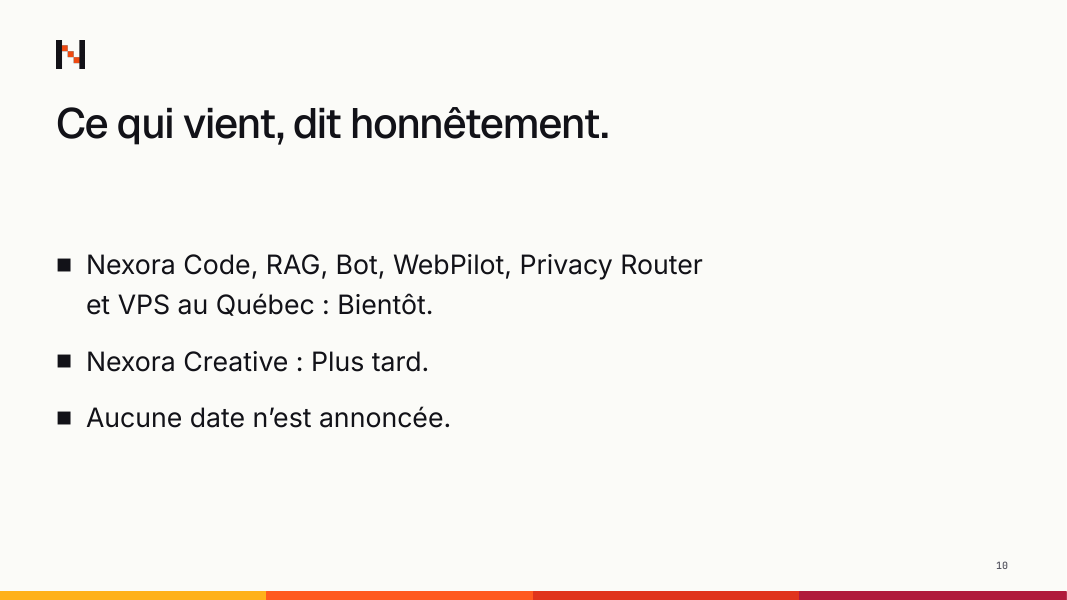 Ce qui vient, dit honnêtement.
Nexora Code, RAG, Bot, WebPilot, Privacy Router
et VPS au Québec : Bientôt.
Nexora Creative : Plus tard.
Aucune date n’est annoncée.
10